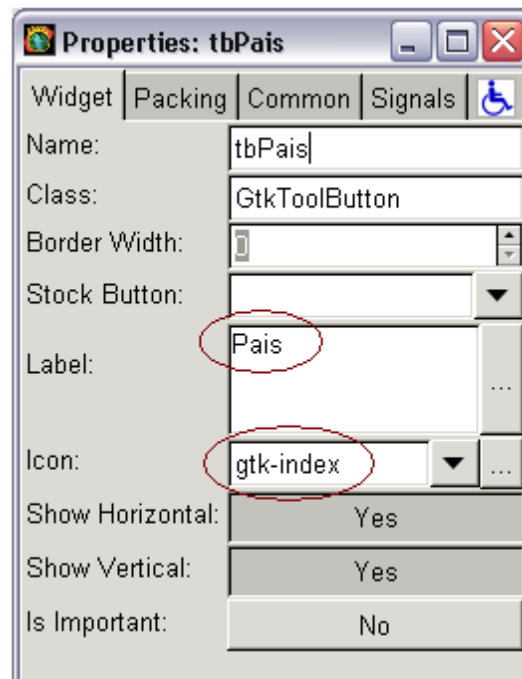 Properties: tbPais
Widget Packing Common Signals
Name: tbPais
Class: GtkToolButton
Border Width: 0
Stock Button:
Label: Pais
...
Icon: gtk-index ...
Show Horizontal: Yes
Show Vertical: Yes
Is Important: No